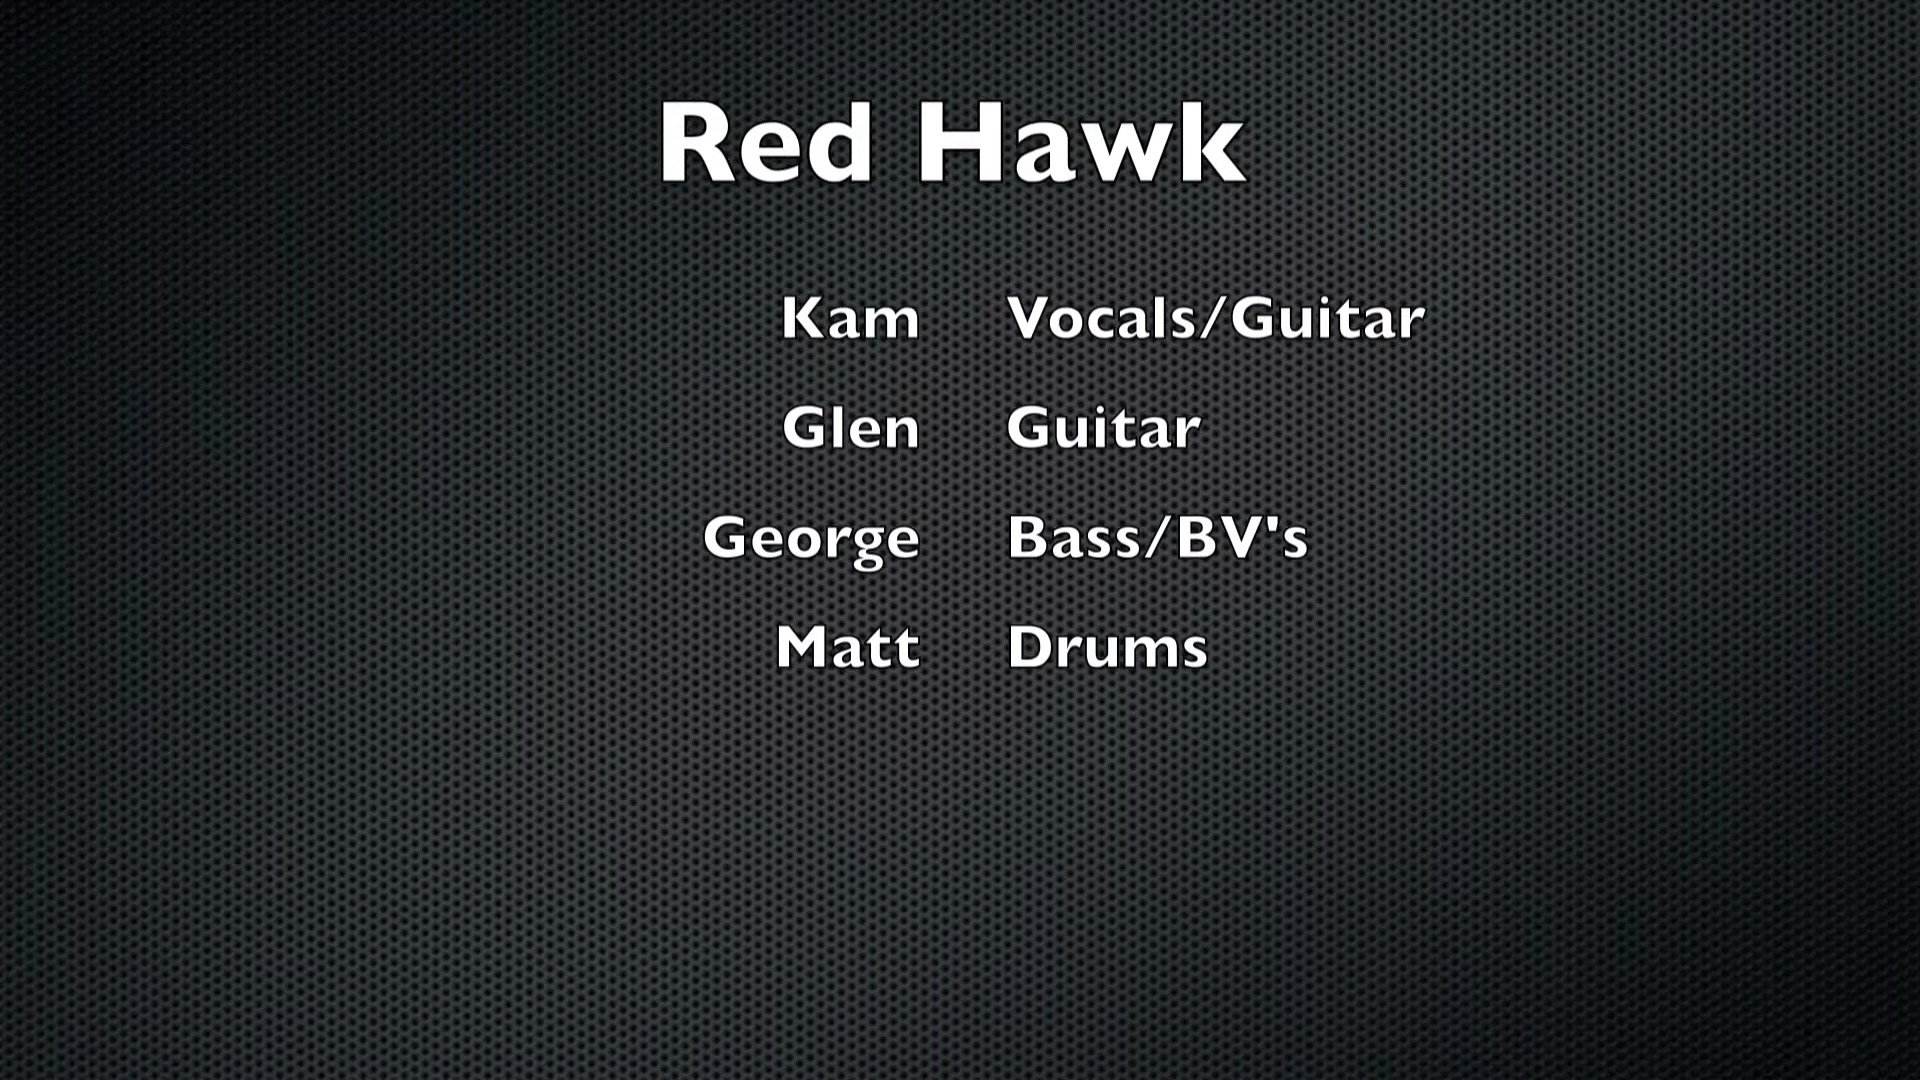 Red Hawk
Kam Vocals/Guitar
Glen Guitar
George Bass/BV's
Matt Drums